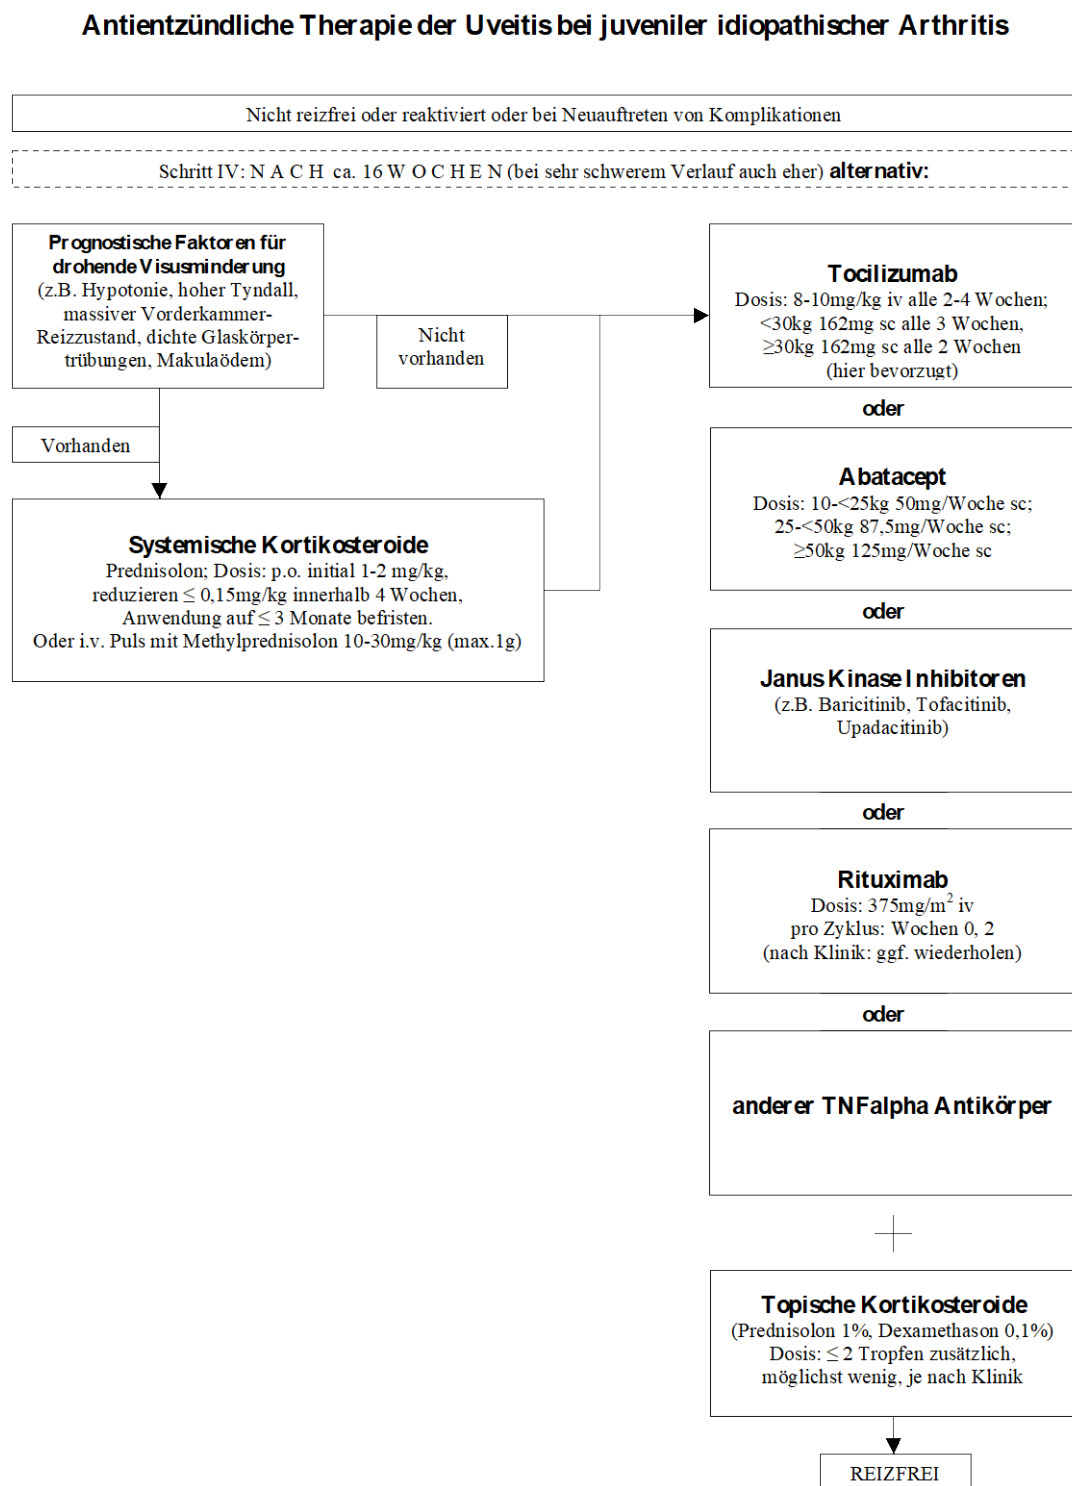 Antientzündliche Therapie der Uveitis bei juveniler idiopathischer Arthritis
Nicht reizfrei oder reaktiviert oder bei Neuauftreten von Komplikationen
Schritt IV: N A C H ca. 16 W O C H E N (bei sehr schwerem Verlauf auch eher) alternativ:
Prognostische Faktoren für
drohende Visusminderung
(z.B. Hypotonie, hoher Tyndall,
massiver Vorderkammer-
Reizzustand, dichte Glaskörper-
trübungen, Makulaödem)
Nicht
vorhanden
Vorhanden
Systemische Kortikosteroide
Prednisolon; Dosis: p.o. initial 1-2 mg/kg,
reduzieren ≤ 0,15mg/kg innerhalb 4 Wochen,
Anwendung auf ≤ 3 Monate befristen.
Oder i.v. Puls mit Methylprednisolon 10-30mg/kg (max.1g)
Tocilizumab
Dosis: 8-10mg/kg iv alle 2-4 Wochen;
<30kg 162mg sc alle 3 Wochen,
≥30kg 162mg sc alle 2 Wochen
(hier bevorzugt)
oder
Abatacept
Dosis: 10-<25kg 50mg/Woche sc;
25-<50kg 87,5mg/Woche sc;
≥50kg 125mg/Woche sc
oder
Janus Kinase Inhibitoren
(z.B. Baricitinib, Tofacitinib,
Upadacitinib)
oder
Rituximab
Dosis: 375mg/m² iv
pro Zyklus: Wochen 0, 2
(nach Klinik: ggf. wiederholen)
oder
anderer TNFalpha Antikörper
Topische Kortikosteroide
(Prednisolon 1%, Dexamethason 0,1%)
Dosis: ≤ 2 Tropfen zusätzlich,
möglichst wenig, je nach Klinik
REIZFREI